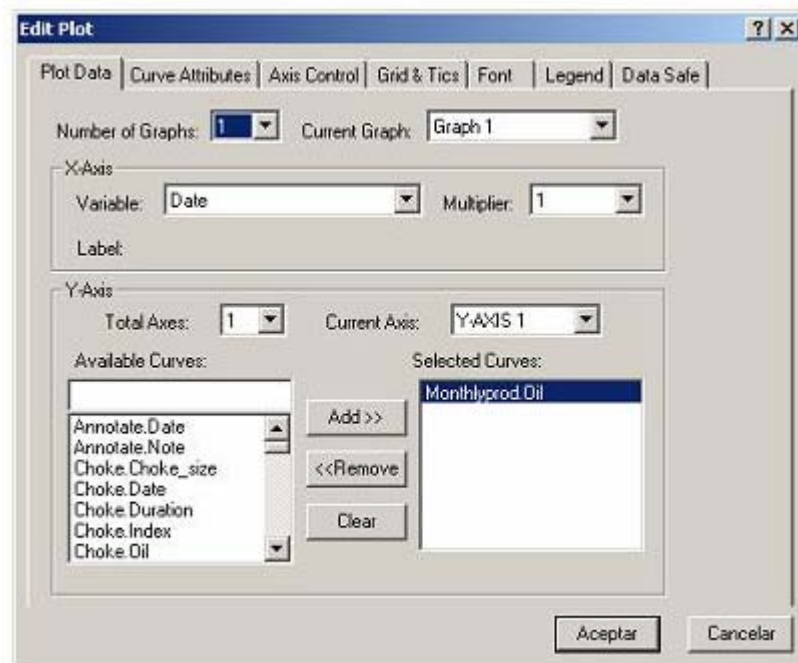 Edit Plot
Plot Data Curve Attributes Axis Control Grid & Tics Font Legend Data Safe
Number of Graphs: 1 Current Graph: Graph 1
X-Axis
Variable: Date Multiplier: 1
Label:
Y-Axis
Total Axes: 1 Current Axis: Y-AXIS 1
Available Curves: Selected Curves:
Monthlyprod.Oil
Annotate.Date
Annotate.Note
Choke.Choke_size
Choke.Date
Choke.Duration
Choke.Index
Choke.Oil
Add >>
<<Remove
Clear
Aceptar Cancelar